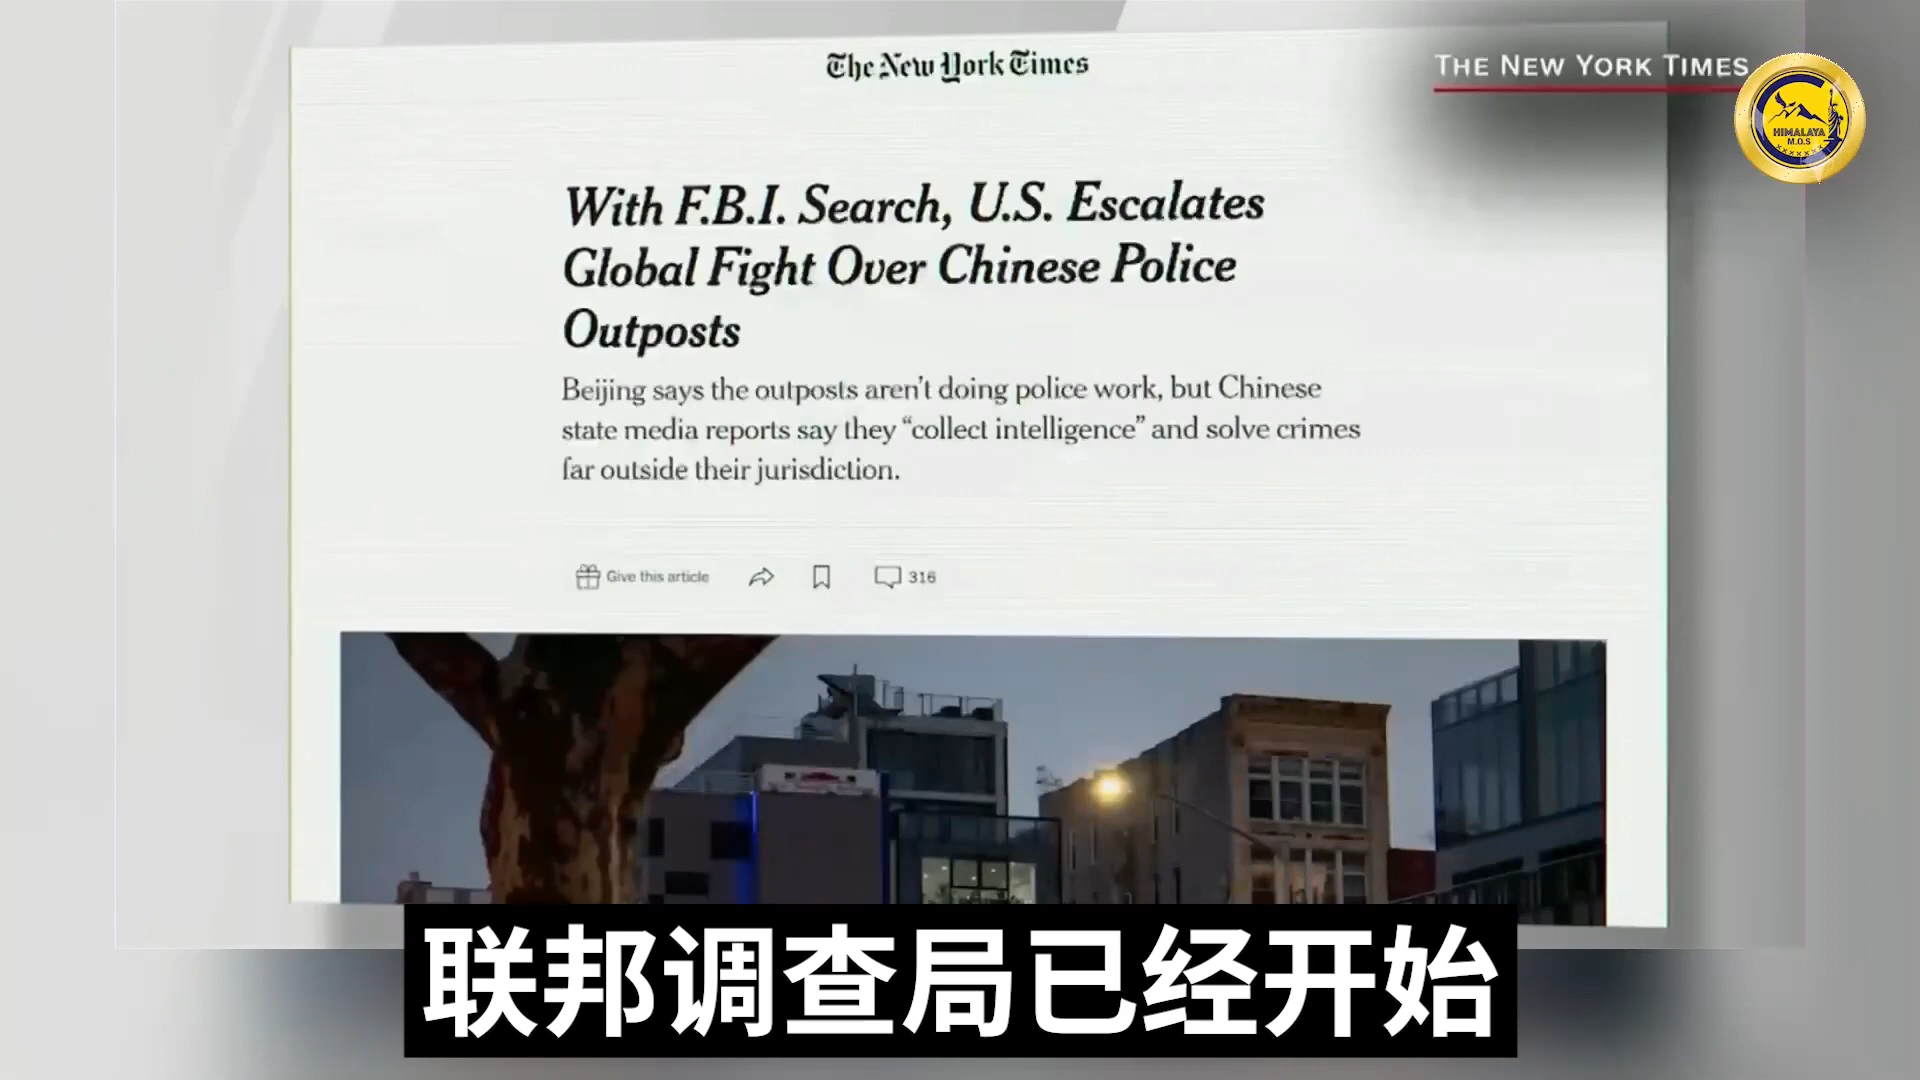 The New York Times
THE NEW YORK TIMES
HIMALAYA
M.O.S
With F.B.I. Search, U.S. Escalates
Global Fight Over Chinese Police
Outposts
Beijing says the outposts aren't doing police work, but Chinese
state media reports say they “collect intelligence” and solve crimes
far outside their jurisdiction.
Give this article
316
联邦调查局已经开始